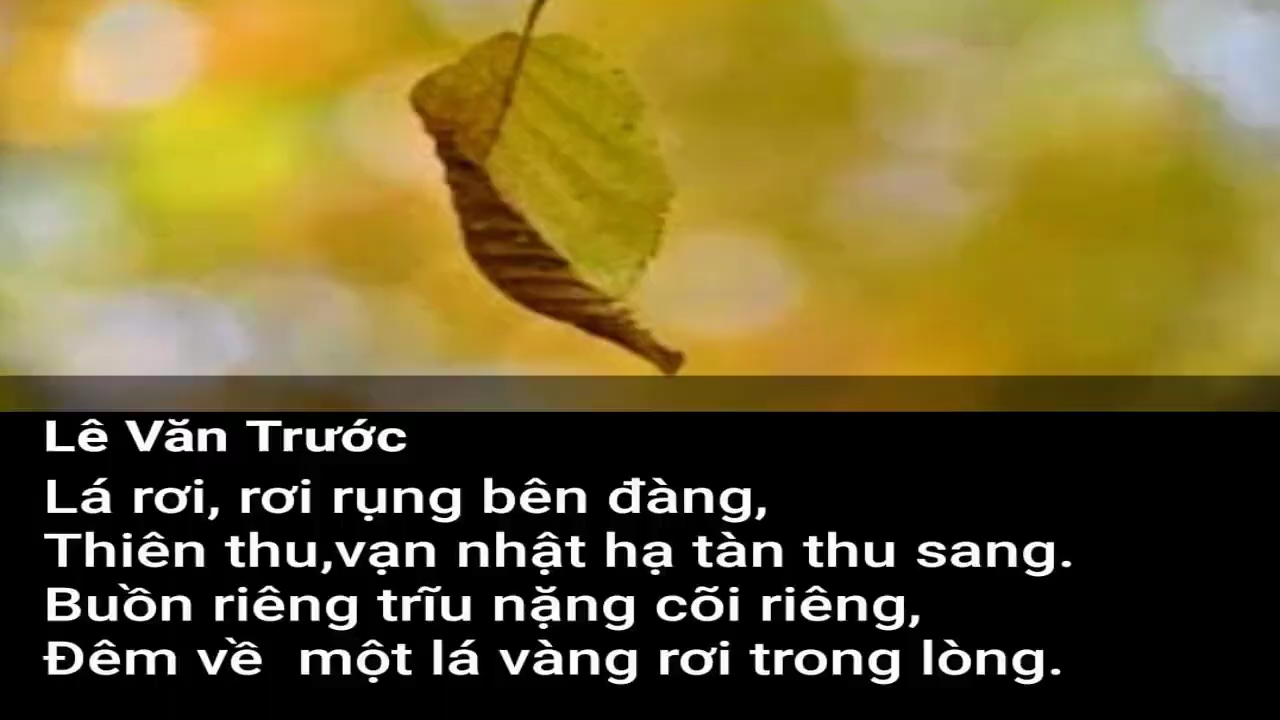 Lê Văn Trước
Lá rơi, rơi rụng bên đàng,
Thiên thu,vạn nhật hạ tàn thu sang.
Buồn riêng trĩu nặng cõi riêng,
Đêm về  một lá vàng rơi trong lòng.